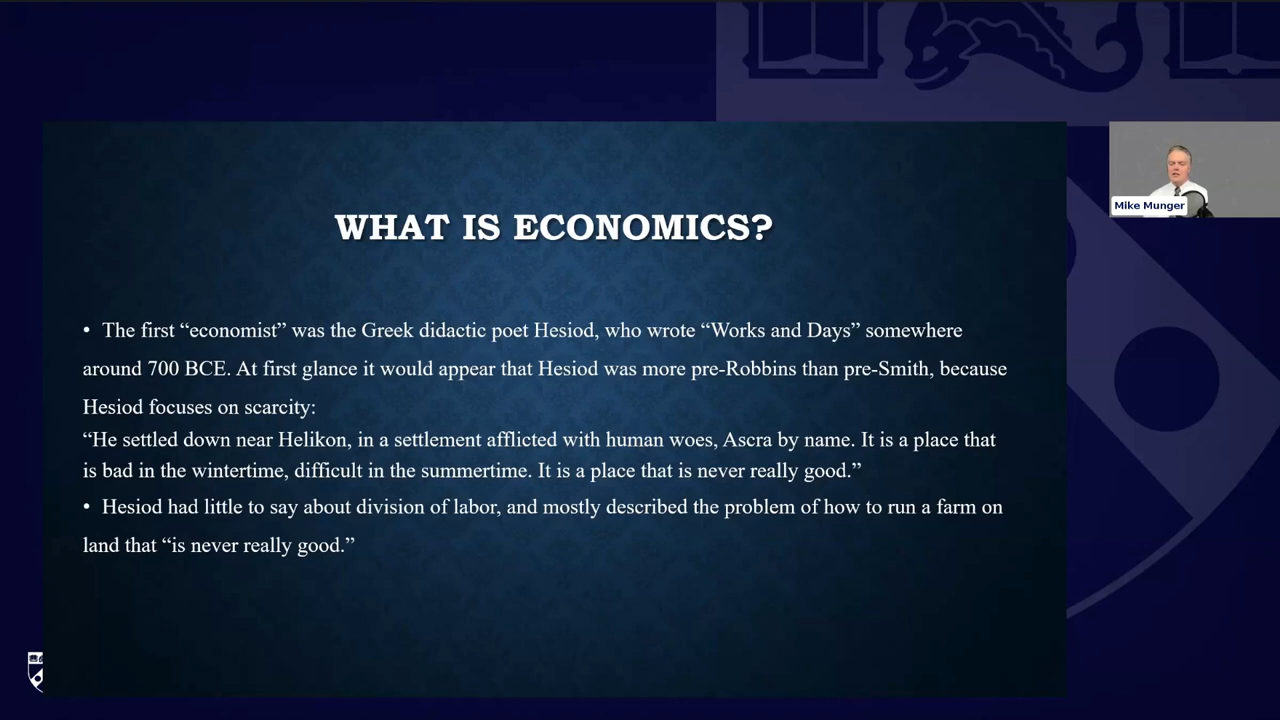 WHAT IS ECONOMICS?
• The first “economist” was the Greek didactic poet Hesiod, who wrote “Works and Days” somewhere
around 700 BCE. At first glance it would appear that Hesiod was more pre-Robbins than pre-Smith, because
Hesiod focuses on scarcity:
“He settled down near Helikon, in a settlement afflicted with human woes, Ascra by name. It is a place that
is bad in the wintertime, difficult in the summertime. It is a place that is never really good.”
• Hesiod had little to say about division of labor, and mostly described the problem of how to run a farm on
land that “is never really good.”
Mike Munger